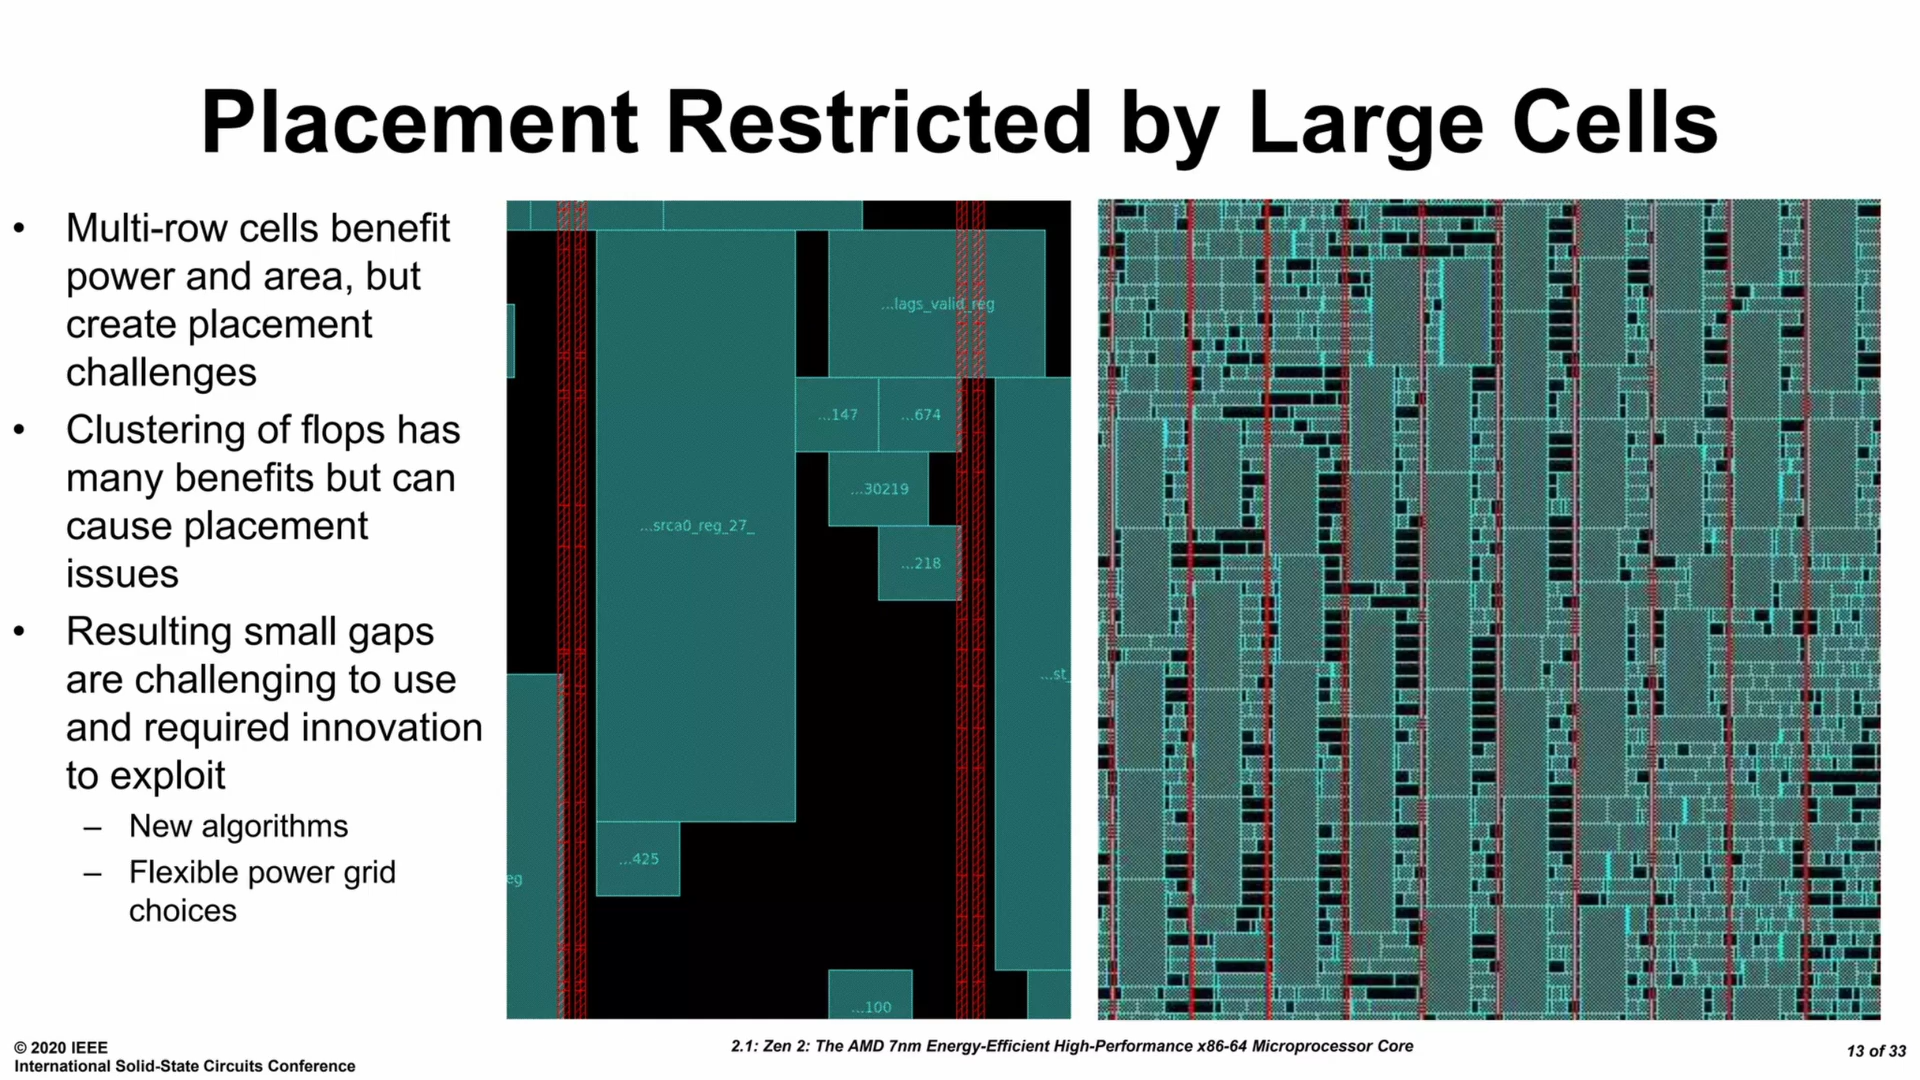 Placement Restricted by Large Cells
• Multi-row cells benefit
power and area, but
create placement
challenges
• Clustering of flops has
many benefits but can
cause placement
issues
• Resulting small gaps
are challenging to use
and required innovation
to exploit
– New algorithms
– Flexible power grid
choices
...lags_valid_reg
...147
...674
...30219
...srca0_reg_27_
...218
...st_
...425
eg
...100
© 2020 IEEE
International Solid-State Circuits Conference
2.1: Zen 2: The AMD 7nm Energy-Efficient High-Performance x86-64 Microprocessor Core
13 of 33